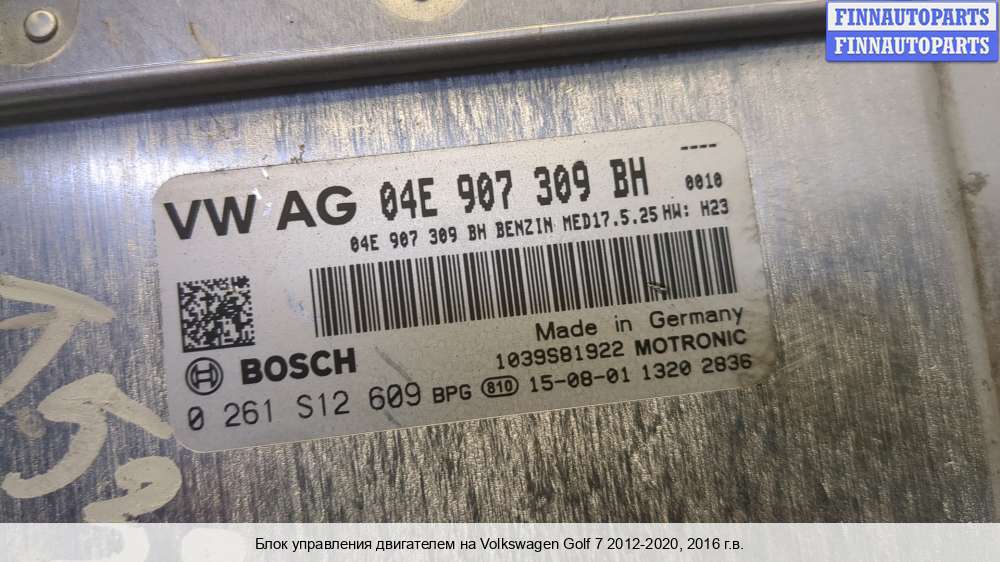 FINNAUTOPARTS
FINNAUTOPARTS
----
VW AG 04E 907 309 BH 0010
04E 907 309 BH BENZIN MED17.5.25 HW: H23
Made in Germany
BOSCH 1039S81922 MOTRONIC
0 261 S12 609 BPG 810 15-08-01 1320 2836
Блок управления двигателем на Volkswagen Golf 7 2012-2020, 2016 г.в.